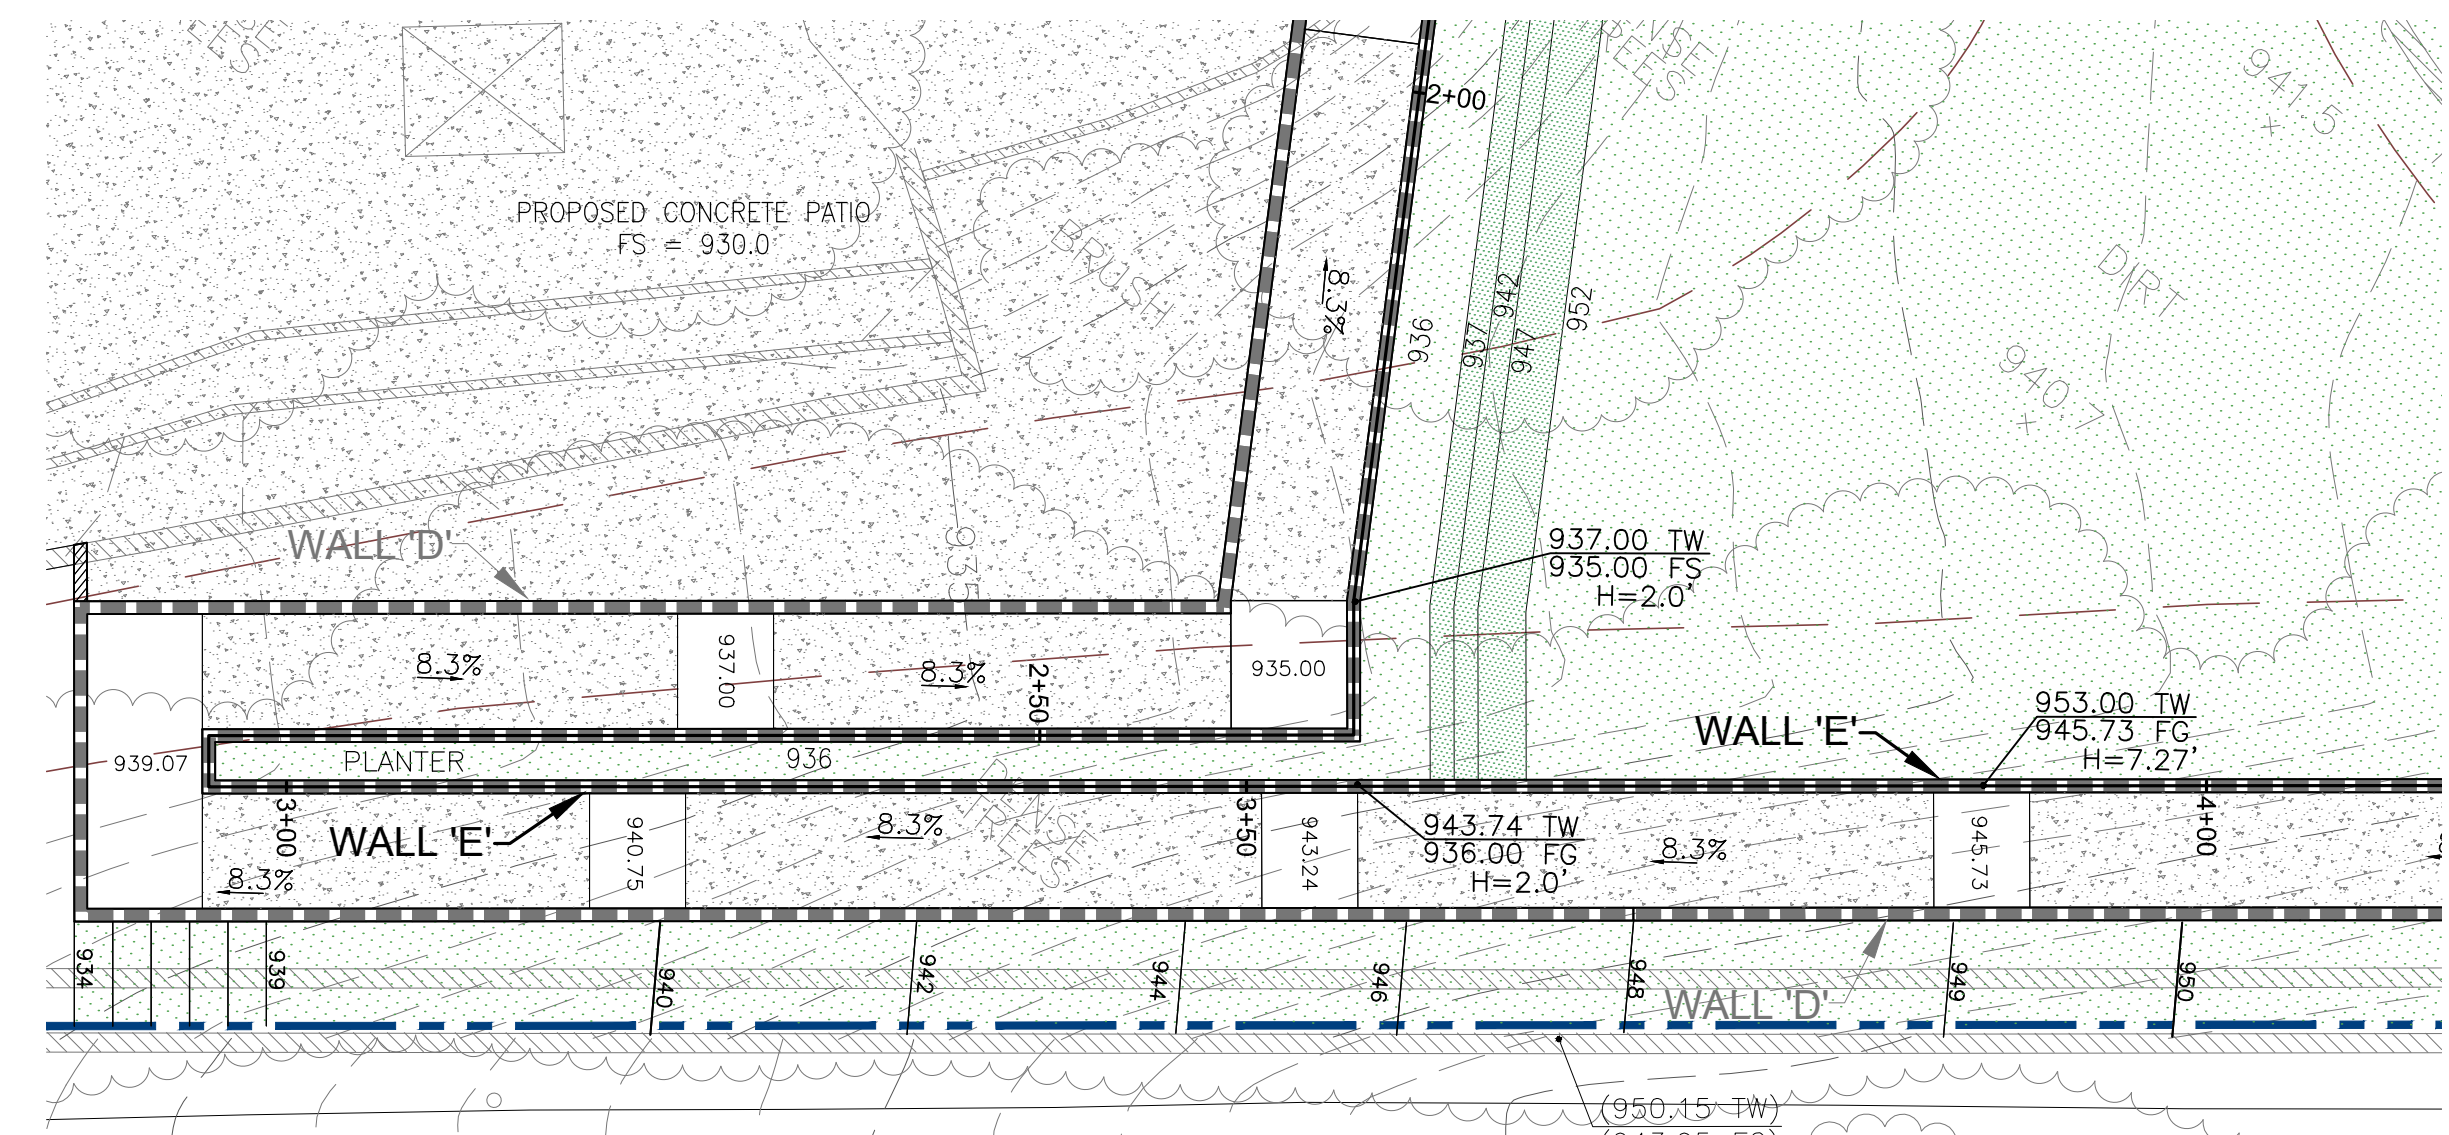 2+00
947.5
PROPOSED CONCRETE PATIO
FS = 930.0
BRUSH
DIRT
8.3%
936
937
942
947
952
940.7
WALL 'D'
935
937.00 TW
935.00 FS
H=2.0'
8.3%
937.00
8.3%
2+50
935.00
953.00 TW
945.73 FG
H=7.27'
WALL 'E'
939.07
PLANTER
936
3+00
WALL 'E'
8.3%
940.75
8.3%
3+50
943.24
943.74 TW
936.00 FG
H=2.0'
8.3%
945.73
4+00
934
939
940
942
944
946
948
WALL 'D'
949
950
(950.15 TW)